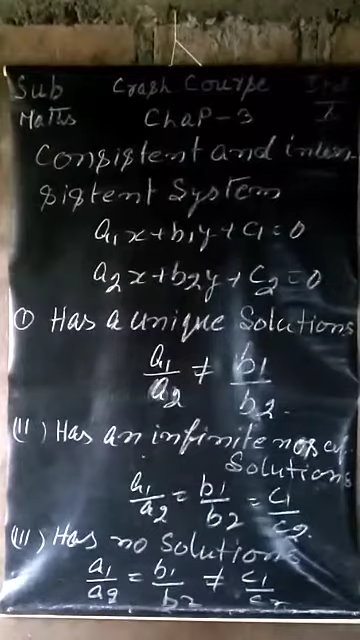 Sub Crash Course
Maths Chap-3 X
Consistent and incon
sistent System
a1x+b1y+c1=0
a2x+b2y+c2=0
(I) Has a unique Solutions
a1/a2 ≠ b1/b2.
(II) Has an infinite no of
Solutions
a1/a2 = b1/b2 = c1/c2.
(III) Has no Solutions
a1/a2 = b1/b2 ≠ c1/c2